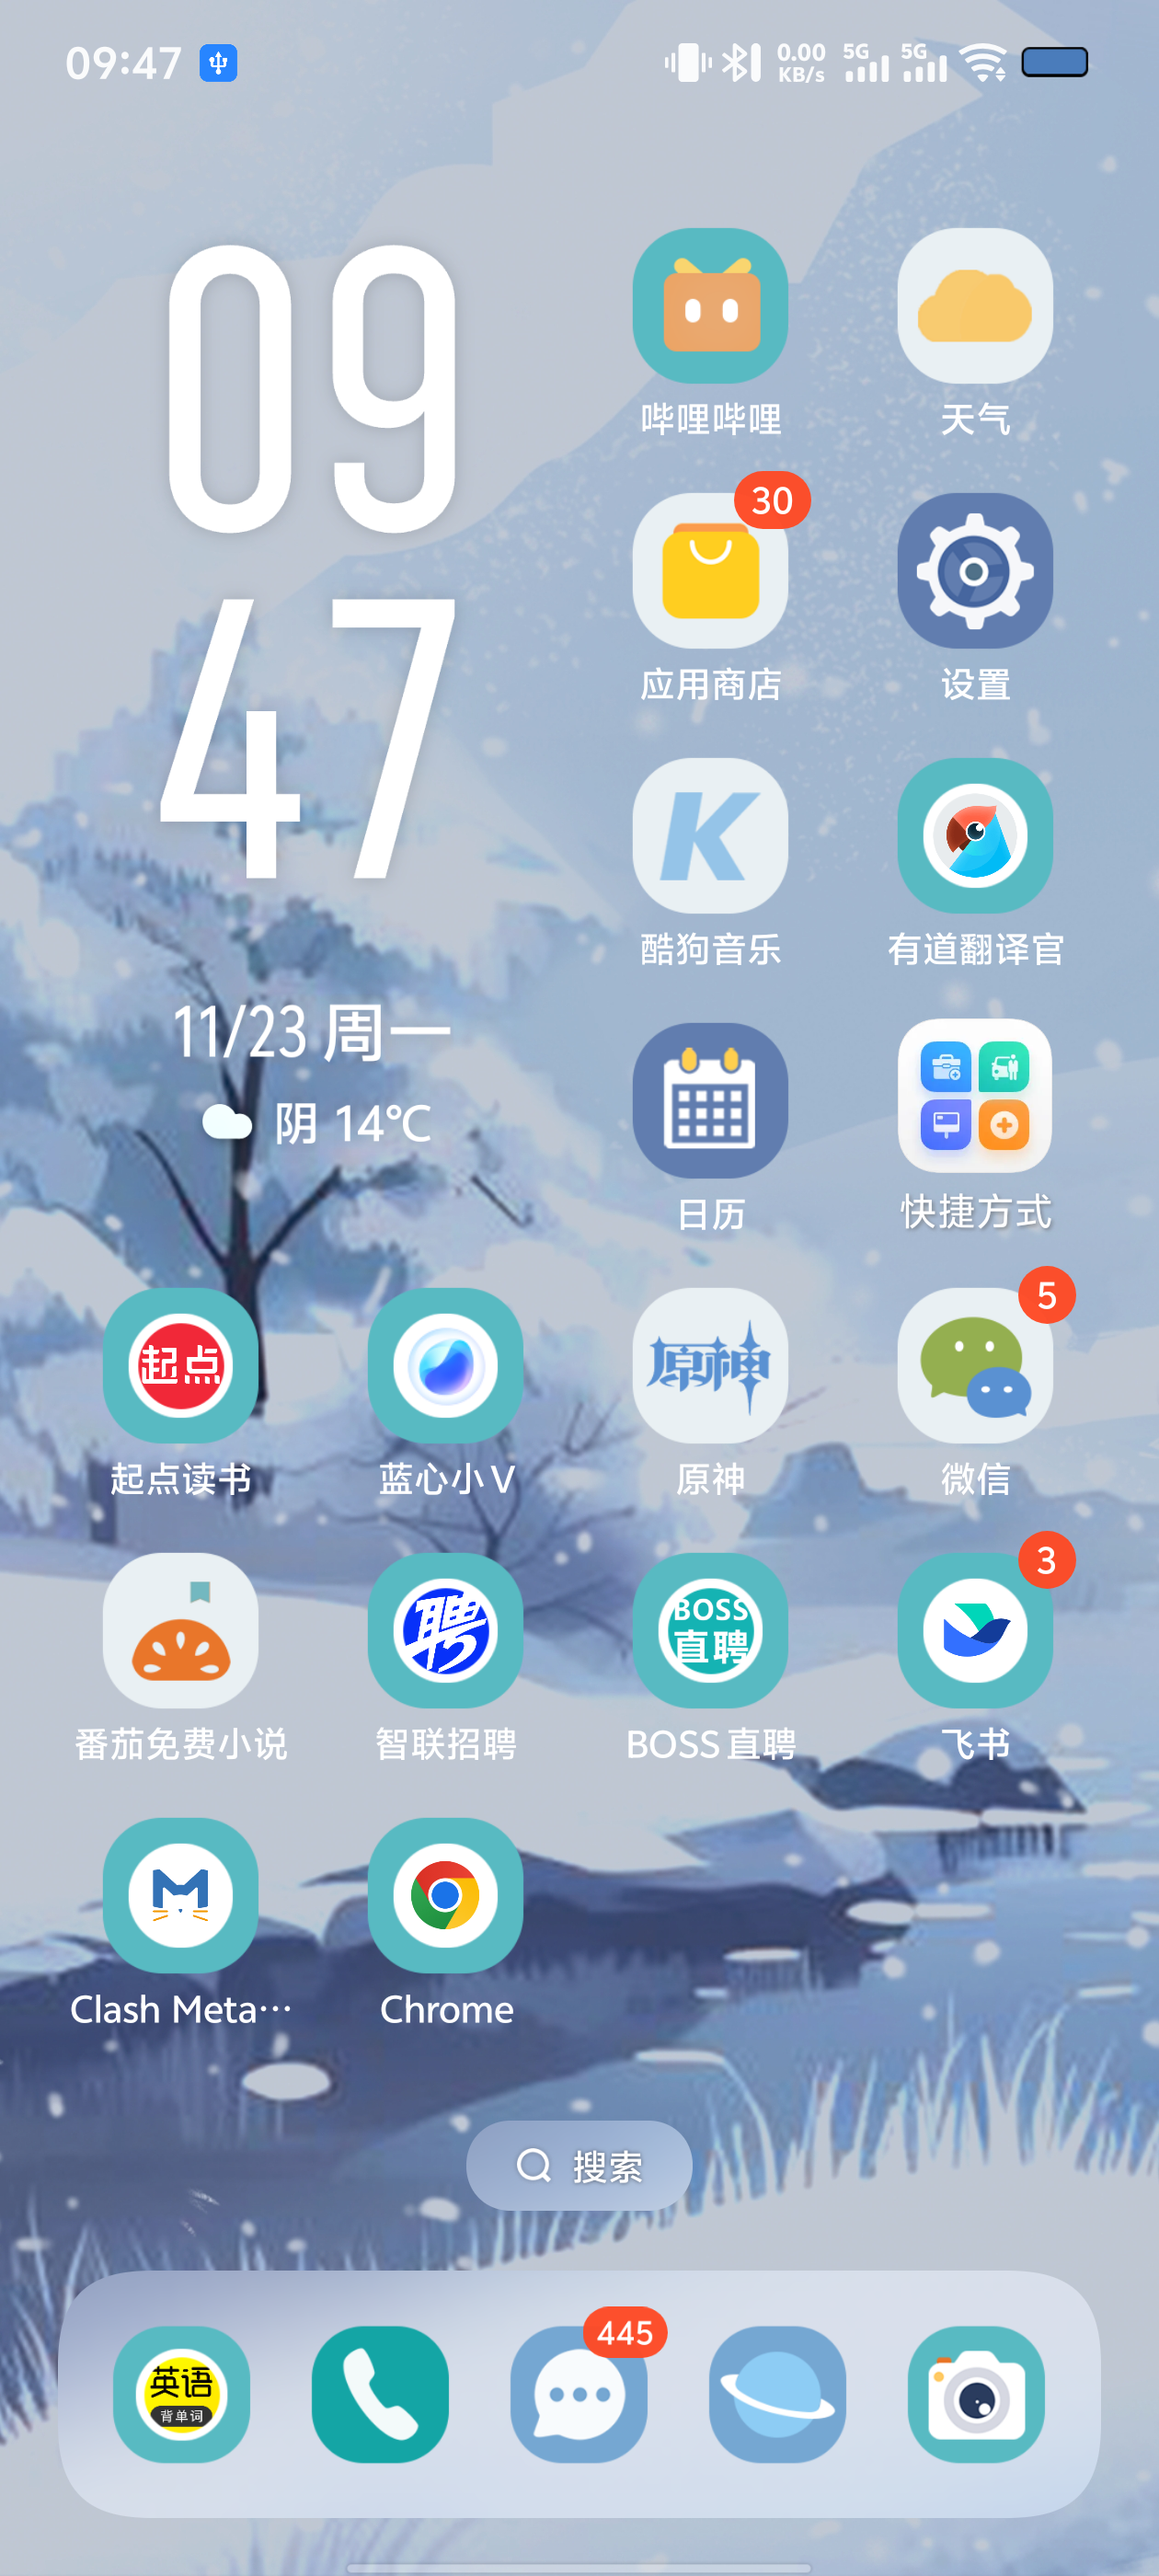 09:47
0.00 KB/s 5G 5G
09
47
11/23 周一
阴 14℃
哔哩哔哩
天气
30
应用商店
设置
K
酷狗音乐
有道翻译官
日历
快捷方式
起点
起点读书
蓝心小V
原神
原神
5
微信
番茄免费小说
聘
智联招聘
BOSS
直聘
BOSS直聘
3
飞书
Clash Meta…
Chrome
搜索
英语
背单词
445